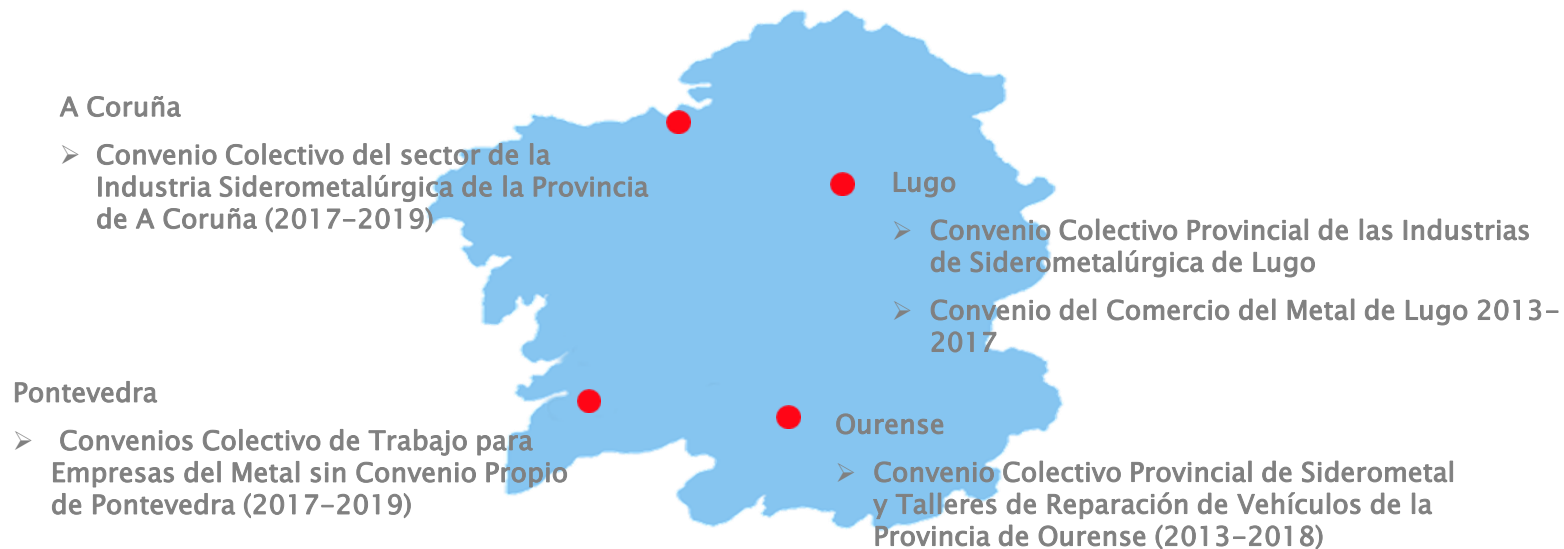 A Coruña
➢ Convenio Colectivo del sector de la
Industria Siderometalúrgica de la Provincia
de A Coruña (2017-2019)
Lugo
➢ Convenio Colectivo Provincial de las Industrias
de Siderometalúrgica de Lugo
➢ Convenio del Comercio del Metal de Lugo 2013-
2017
Pontevedra
➢ Convenios Colectivo de Trabajo para
Empresas del Metal sin Convenio Propio
de Pontevedra (2017-2019)
Ourense
➢ Convenio Colectivo Provincial de Siderometal
y Talleres de Reparación de Vehículos de la
Provincia de Ourense (2013-2018)